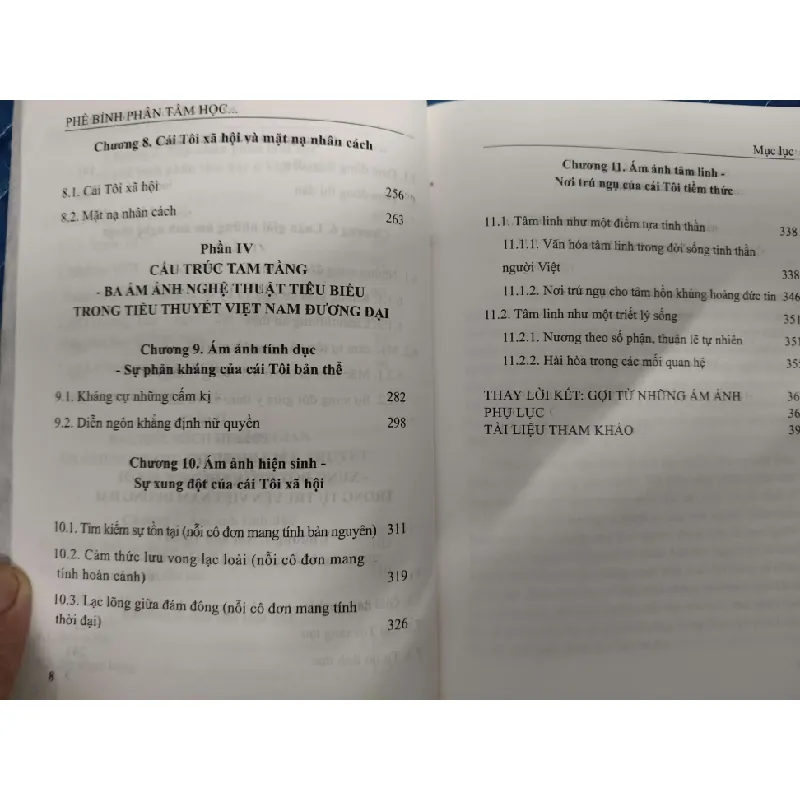 PHÊ BÌNH PHÂN TÂM HỌC...
Chương 8. Cái Tôi xã hội và mặt nạ nhân cách
8.1. Cái Tôi xã hội 256
8.2. Mặt nạ nhân cách 263
Phần IV
CẤU TRÚC TAM TẦNG
- BA ÁM ẢNH NGHỆ THUẬT TIÊU BIỂU
TRONG TIỂU THUYẾT VIỆT NAM ĐƯƠNG ĐẠI
Chương 9. Ám ảnh tính dục
- Sự phản kháng của cái Tôi bản thể
9.1. Kháng cự những cấm kị 282
9.2. Diễn ngôn khẳng định nữ quyền 298
Chương 10. Ám ảnh hiện sinh -
Sự xung đột của cái Tôi xã hội
10.1. Tìm kiếm sự tồn tại (nỗi cô đơn mang tính bản nguyên) 311
10.2. Cảm thức lưu vong lạc loài (nỗi cô đơn mang
tính hoàn cảnh) 319
10.3. Lạc lõng giữa đám đông (nỗi cô đơn mang tính
thời đại) 326
8
Mục lục
Chương 11. Ám ảnh tâm linh -
Nơi trú ngụ của cái Tôi tiềm thức
11.1. Tâm linh như một điểm tựa tinh thần 338
11.1.1. Văn hóa tâm linh trong đời sống tinh thần
người Việt 338
11.1.2. Nơi trú ngụ cho tâm hồn khủng hoảng đức tin 346
11.2. Tâm linh như một triết lý sống 351
11.2.1. Nương theo số phận, thuận lẽ tự nhiên 351
11.2.2. Hài hòa trong các mối quan hệ
THAY LỜI KẾT: GỌI TỪ NHỮNG ÁM ẢNH 36
PHỤ LỤC
TÀI LIỆU THAM KHẢO 39